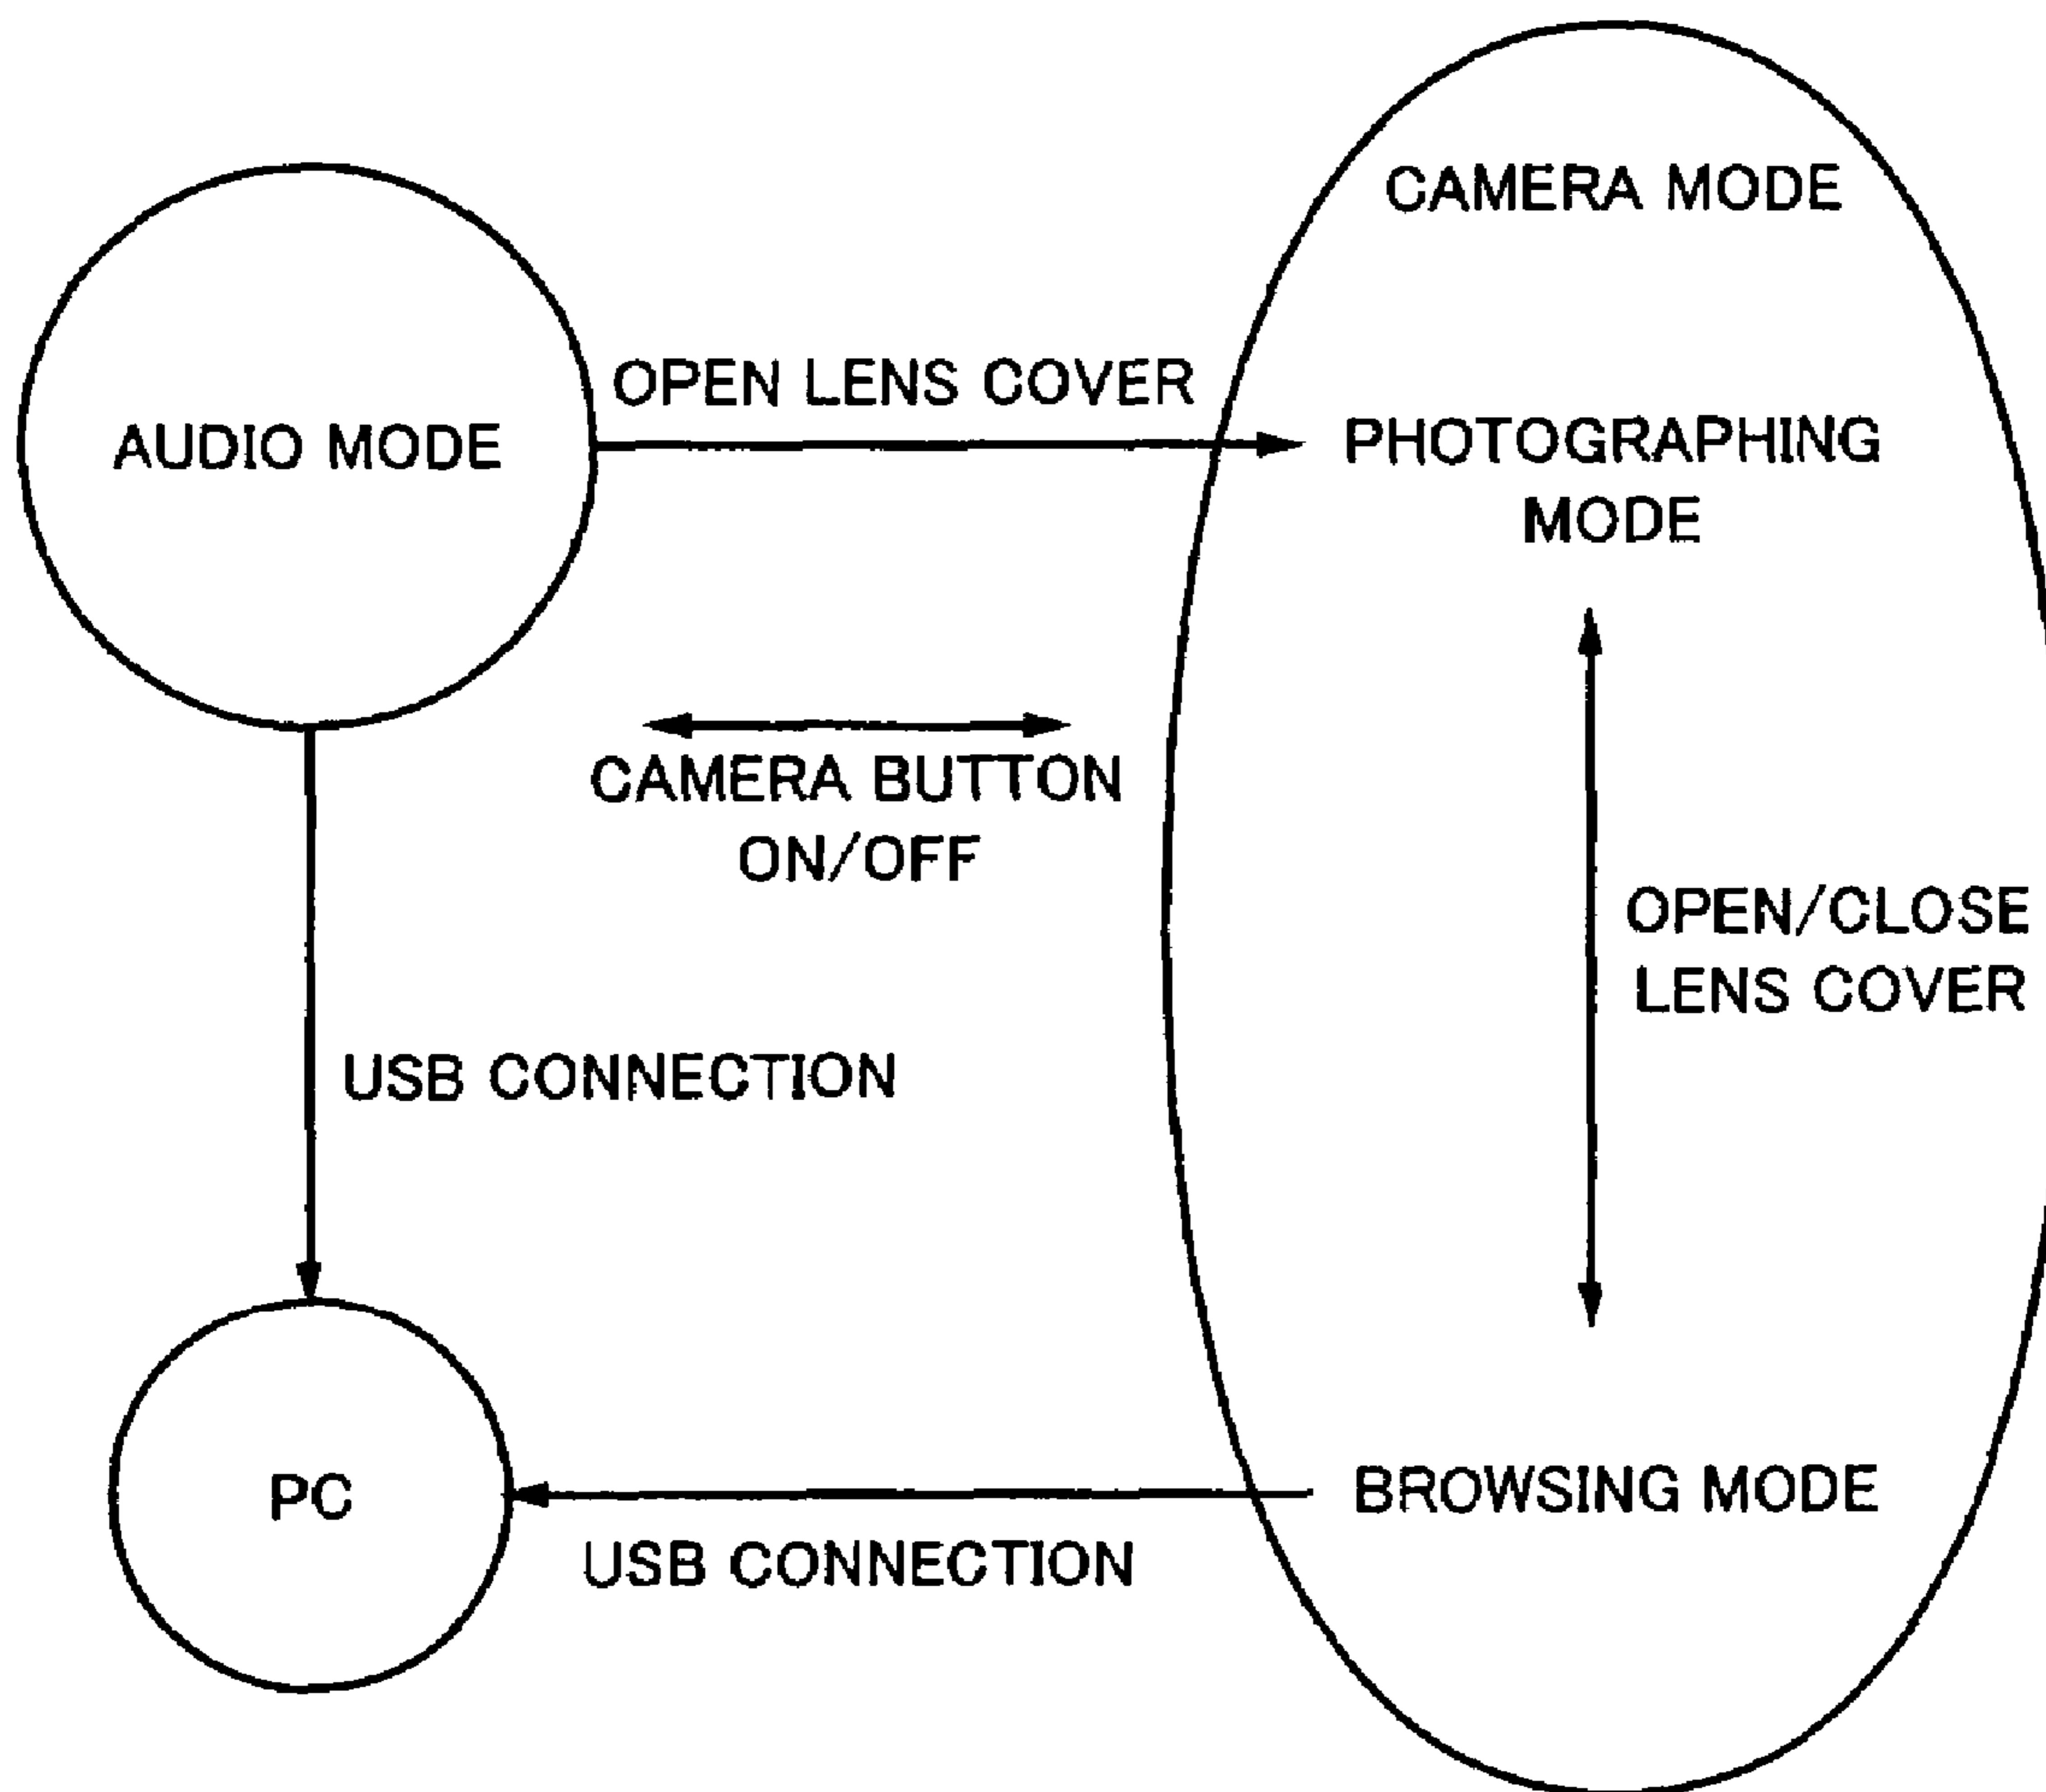 CAMERA MODE
OPEN LENS COVER
AUDIO MODE
PHOTOGRAPHING
MODE
CAMERA BUTTON
ON/OFF
OPEN/CLOSE
LENS COVER
USB CONNECTION
PC
BROWSING MODE
USB CONNECTION